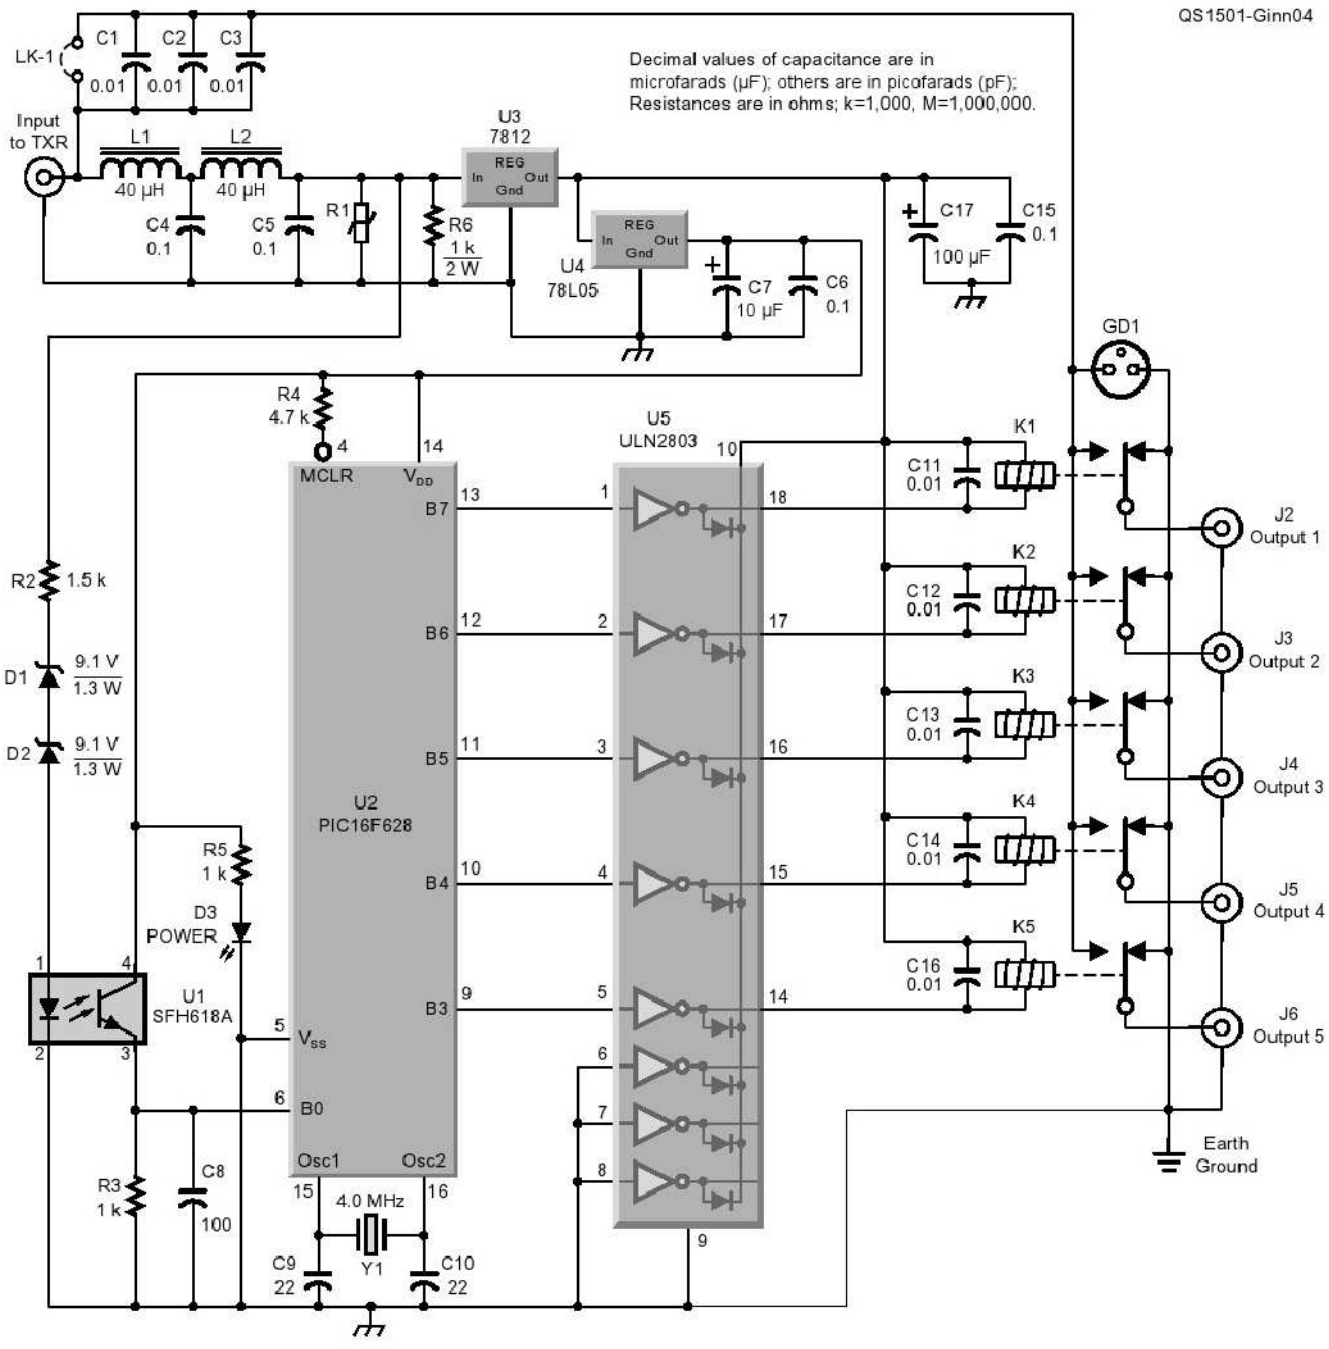 QS1501-Ginn04
C1
C2
C3
LK-1
0.01
0.01
0.01
Decimal values of capacitance are in
microfarads (µF); others are in picofarads (pF);
Resistances are in ohms; k=1,000, M=1,000,000.
Input
to TXR
L1
L2
40 µH
40 µH
U3
7812
REG
In
Out
Gnd
C4
0.1
C5
0.1
R1
R6
1 k
2 W
REG
In
Out
Gnd
U4
78L05
+
C7
10 µF
C6
0.1
+
C17
100 µF
C15
0.1
GD1
R4
4.7 k
4
14
MCLR
VDD
U5
ULN2803
10
K1
C11
0.01
B7
13
1
18
J2
Output 1
R2
1.5 k
K2
C12
0.01
B6
12
2
17
J3
Output 2
D1
9.1 V
1.3 W
K3
C13
0.01
D2
9.1 V
1.3 W
B5
11
3
16
J4
Output 3
U2
PIC16F628
K4
C14
0.01
R5
1 k
B4
10
4
15
J5
Output 4
D3
POWER
K5
C16
0.01
1
4
U1
SFH618A
2
3
B3
9
5
14
J6
Output 5
5
VSS
6
7
8
6
B0
Earth
Ground
Osc1
Osc2
15
16
R3
1 k
C8
100
4.0 MHz
Y1
9
C9
22
C10
22